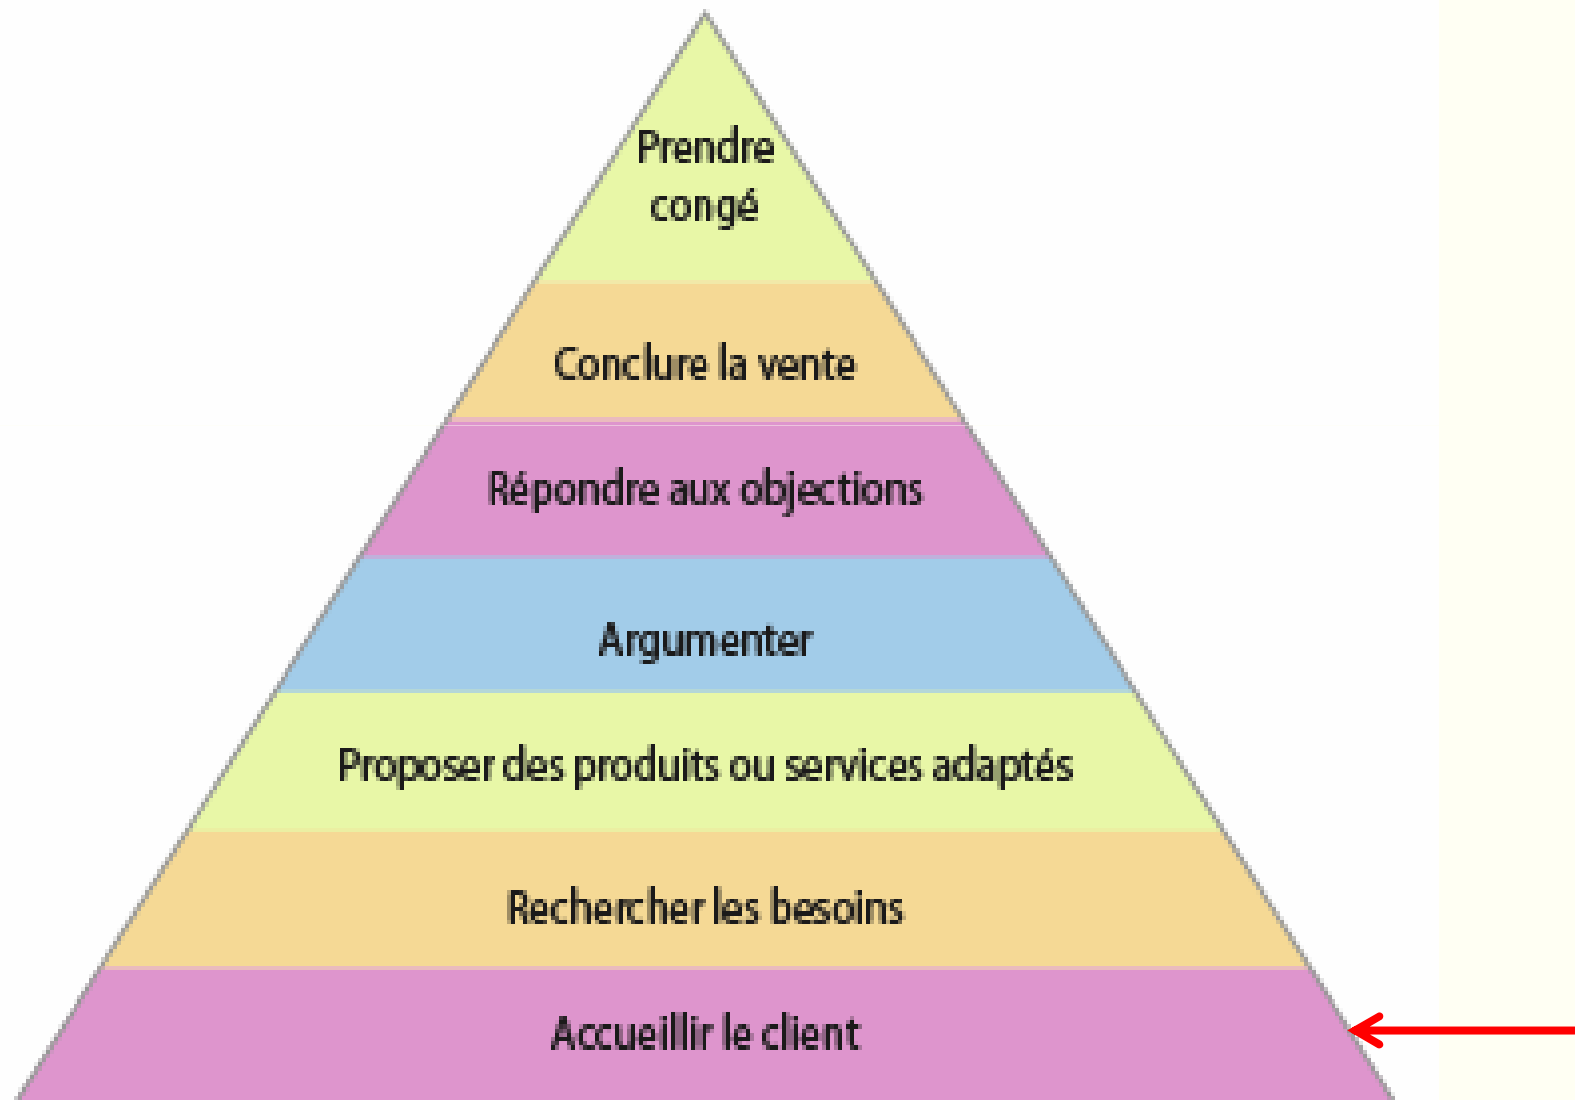 Prendre
congé
Conclure la vente
Répondre aux objections
Argumenter
Proposer des produits ou services adaptés
Rechercher les besoins
Accueillir le client